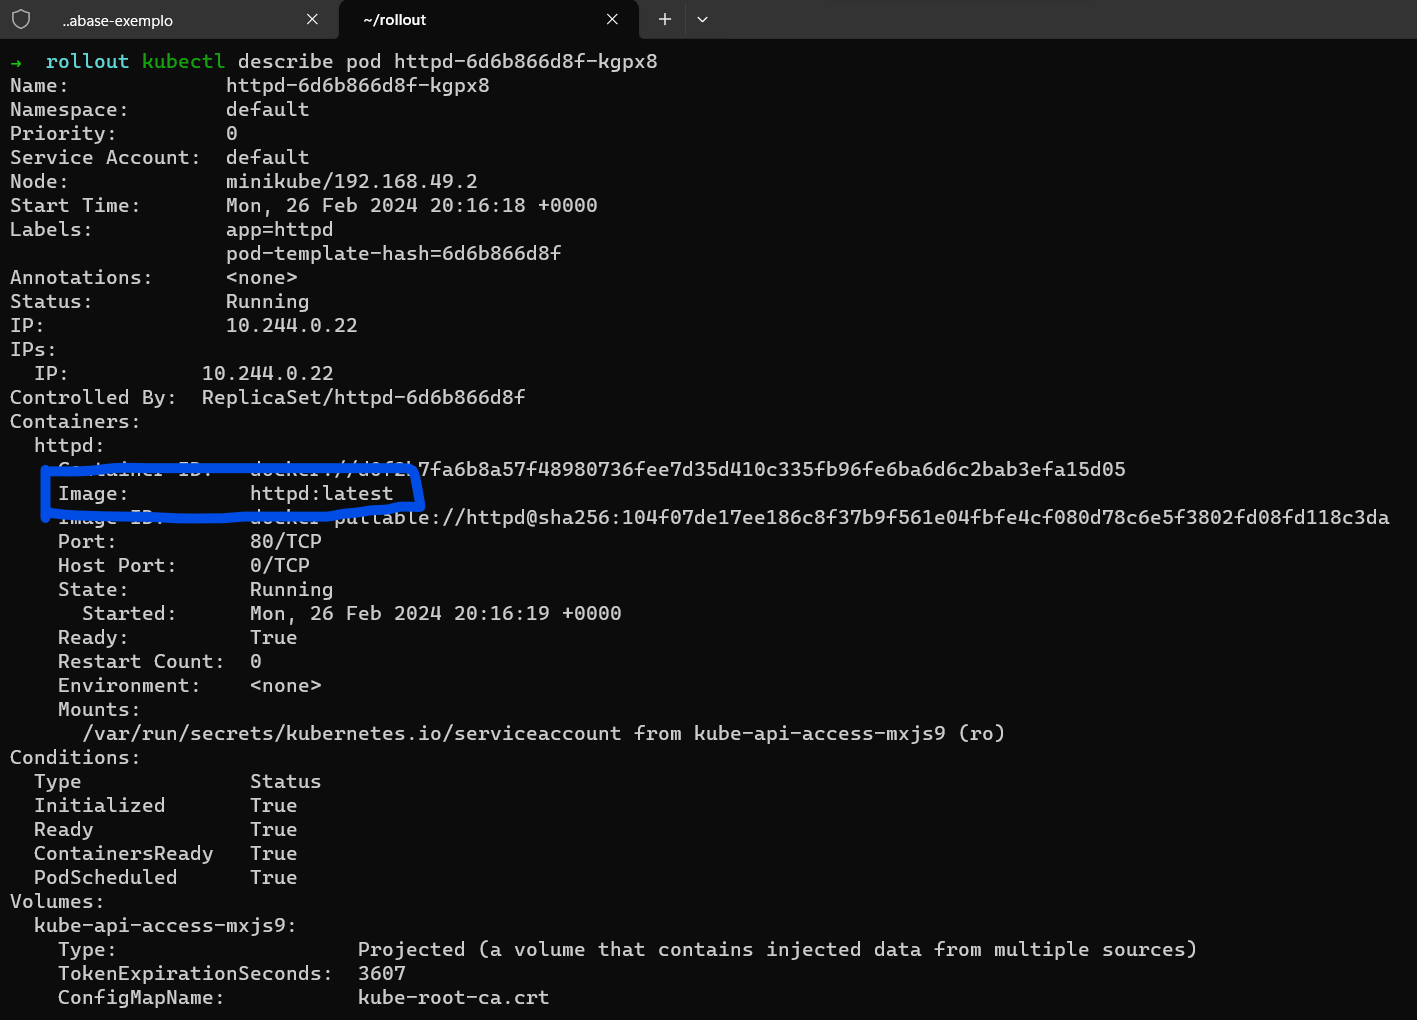 ..abase-exemplo
~/rollout
→ rollout kubectl describe pod httpd-6d6b866d8f-kgpx8
Name: httpd-6d6b866d8f-kgpx8
Namespace: default
Priority: 0
Service Account: default
Node: minikube/192.168.49.2
Start Time: Mon, 26 Feb 2024 20:16:18 +0000
Labels: app=httpd
pod-template-hash=6d6b866d8f
Annotations: <none>
Status: Running
IP: 10.244.0.22
IPs:
IP: 10.244.0.22
Controlled By: ReplicaSet/httpd-6d6b866d8f
Containers:
httpd:
Container ID:
Image: httpd:latest
Image ID: docker-pullable://httpd@sha256:104f07de17ee186c8f37b9f561e04fbfe4cf080d78c6e5f3802fd08fd118c3da
Port: 80/TCP
Host Port: 0/TCP
State: Running
Started: Mon, 26 Feb 2024 20:16:19 +0000
Ready: True
Restart Count: 0
Environment: <none>
Mounts:
/var/run/secrets/kubernetes.io/serviceaccount from kube-api-access-mxjs9 (ro)
Conditions:
Type Status
Initialized True
Ready True
ContainersReady True
PodScheduled True
Volumes:
kube-api-access-mxjs9:
Type: Projected (a volume that contains injected data from multiple sources)
TokenExpirationSeconds: 3607
ConfigMapName: kube-root-ca.crt